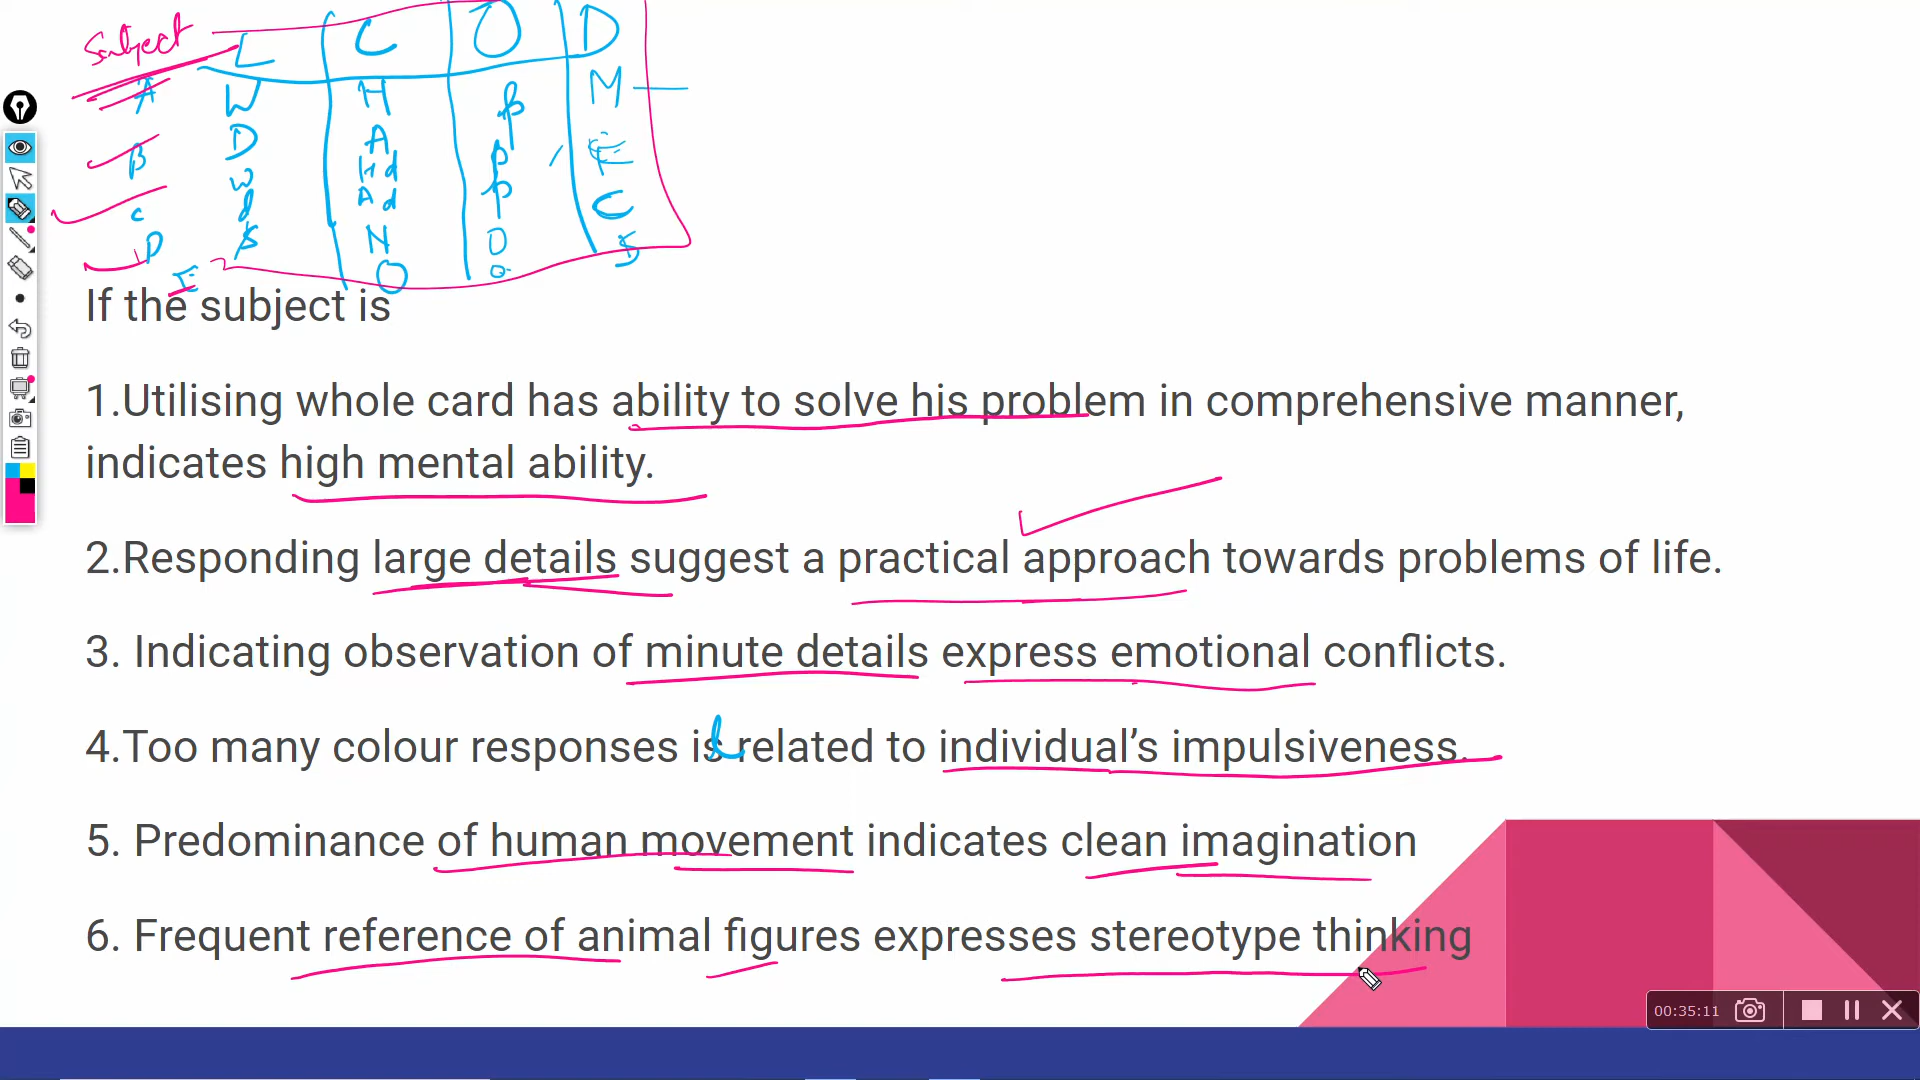 Subject L C O D
A W H p M
B D A p F
c w Hd p C
D d Ad
S N O S
E O O
If the subject is
1.Utilising whole card has ability to solve his problem in comprehensive manner,
indicates high mental ability.
2.Responding large details suggest a practical approach towards problems of life.
3. Indicating observation of minute details express emotional conflicts.
4.Too many colour responses is related to individual’s impulsiveness.
5. Predominance of human movement indicates clean imagination
6. Frequent reference of animal figures expresses stereotype thinking
00:35:11